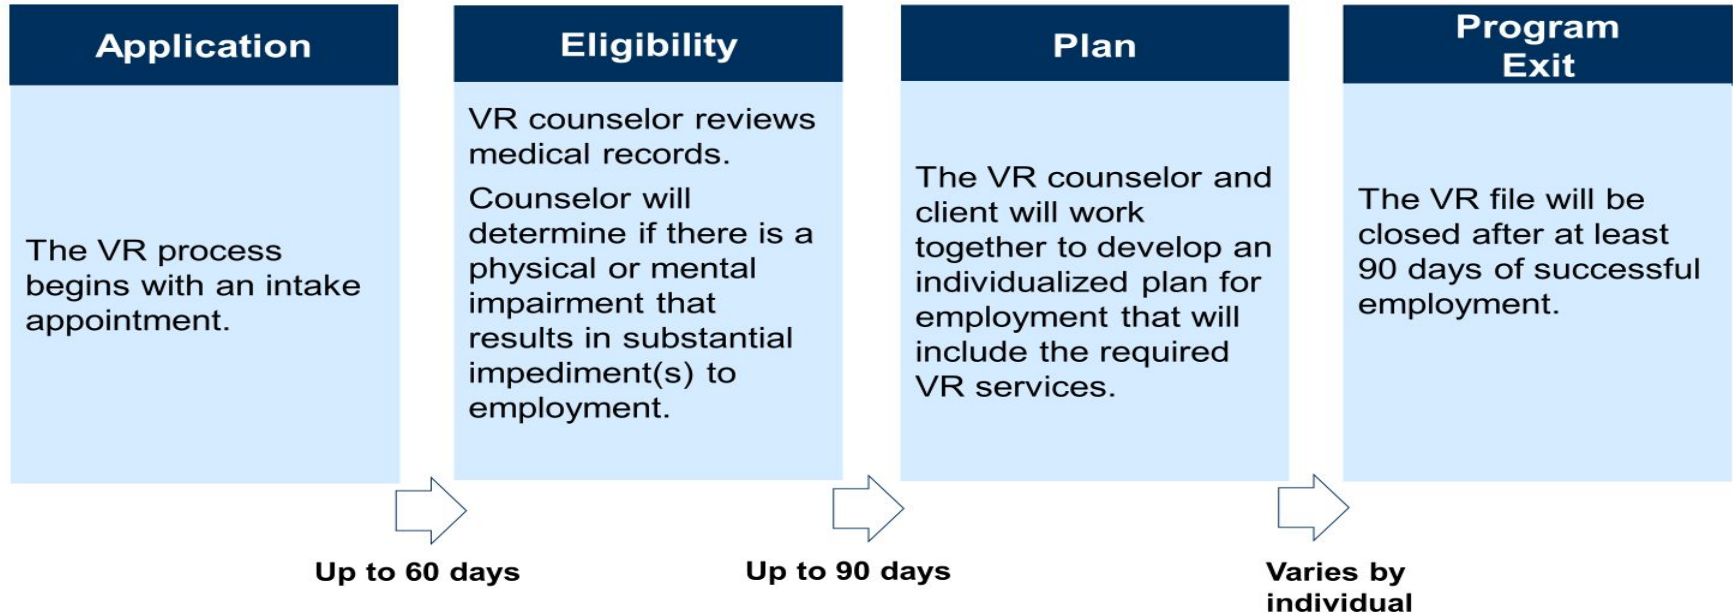 Application
The VR process
begins with an intake
appointment.
Eligibility
VR counselor reviews
medical records.
Counselor will
determine if there is a
physical or mental
impairment that
results in substantial
impediment(s) to
employment.
Plan
The VR counselor and
client will work
together to develop an
individualized plan for
employment that will
include the required
VR services.
Program
Exit
The VR file will be
closed after at least
90 days of successful
employment.
Up to 60 days
Up to 90 days
Varies by
individual